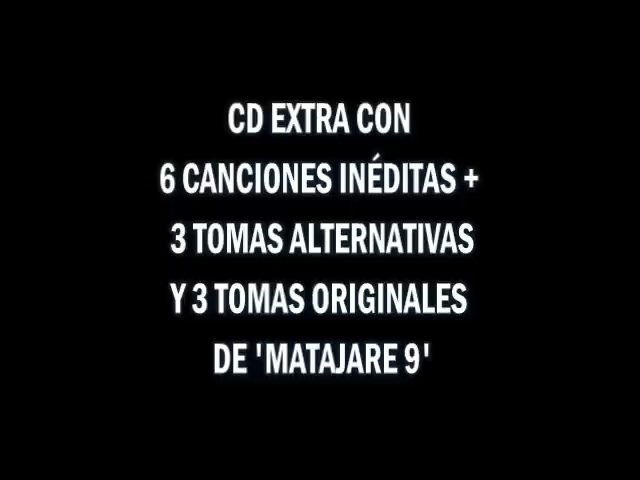 CD EXTRA CON
6 CANCIONES INÉDITAS +
3 TOMAS ALTERNATIVAS
Y 3 TOMAS ORIGINALES
DE 'MATAJARE 9'